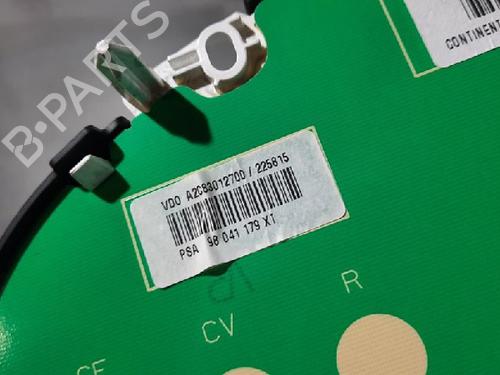 B-PARTS
CONTINENT
VDO A2C83012700 / 225815
PSA 98 041 179 XT
CV
R